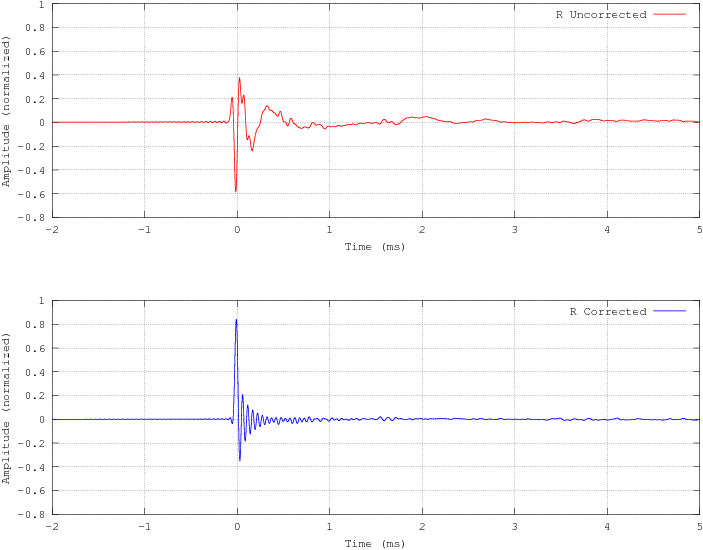 1
R Uncorrected
0.8
0.6
0.4
0.2
0
-0.2
-0.4
-0.6
-0.8
Amplitude (normalized)
-2 -1 0 1 2 3 4 5
Time (ms)
1
R Corrected
0.8
0.6
0.4
0.2
0
-0.2
-0.4
-0.6
-0.8
Amplitude (normalized)
-2 -1 0 1 2 3 4 5
Time (ms)